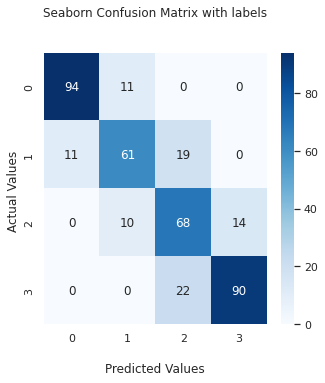 Seaborn Confusion Matrix with labels
Actual Values
0 94 11 0 0
1 11 61 19 0
2 0 10 68 14
3 0 0 22 90
0 1 2 3
Predicted Values
80
60
40
20
0